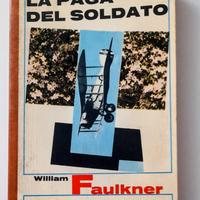 LA PAGA
DEL SOLDATO
William Faulkner